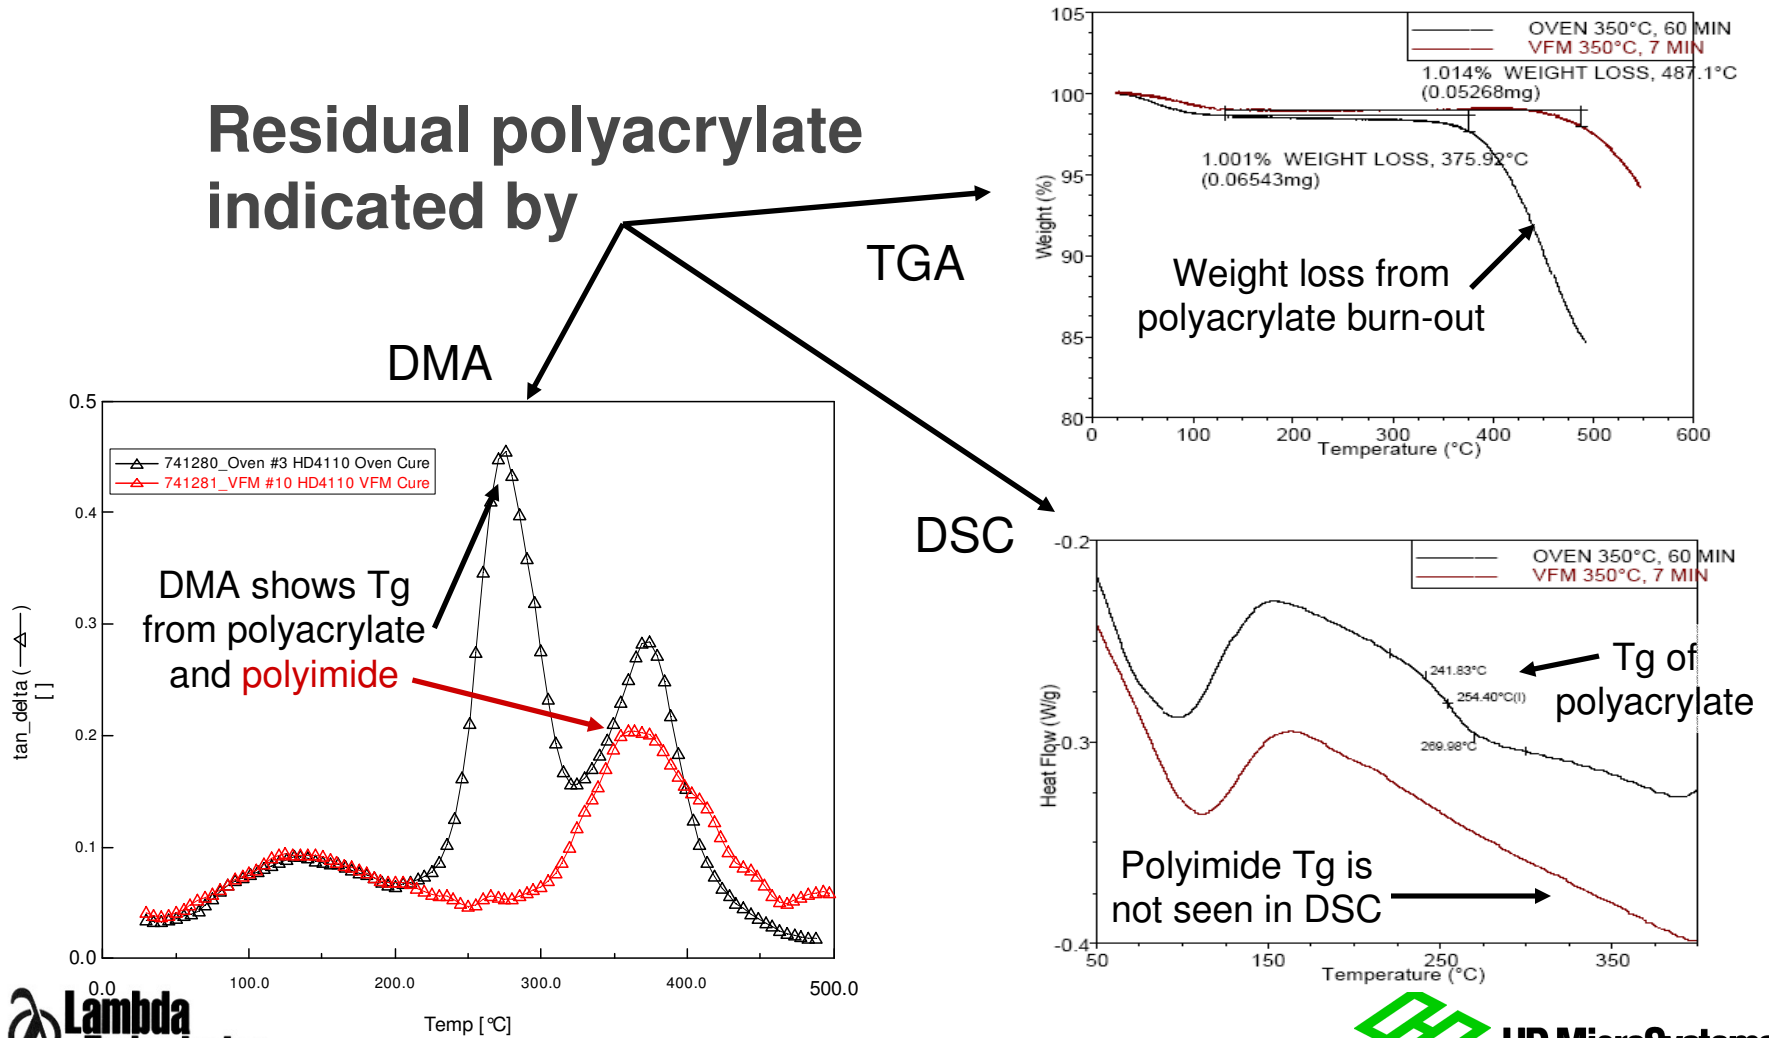 Residual polyacrylate
indicated by
TGA
DMA
DSC
105
100
95
90
85
80
0
100
200
300
400
500
600
Weight (%)
Temperature (°C)
OVEN 350°C, 60 MIN
VFM 350°C, 7 MIN
1.014% WEIGHT LOSS, 487.1°C
(0.05268mg)
1.001% WEIGHT LOSS, 375.92°C
(0.06543mg)
Weight loss from
polyacrylate burn-out
0.5
0.4
0.3
0.2
0.1
0.0
0.0
100.0
200.0
300.0
400.0
500.0
tan_delta ( )
[ ]
Temp [°C]
741280_Oven #3 HD4110 Oven Cure
741281_VFM #10 HD4110 VFM Cure
DMA shows Tg
from polyacrylate
and polyimide
-0.2
-0.3
-0.4
50
150
250
350
Heat Flow (W/g)
Temperature (°C)
OVEN 350°C, 60 MIN
VFM 350°C, 7 MIN
241.83°C
254.40°C(I)
269.98°C
Tg of
polyacrylate
Polyimide Tg is
not seen in DSC
Lambda